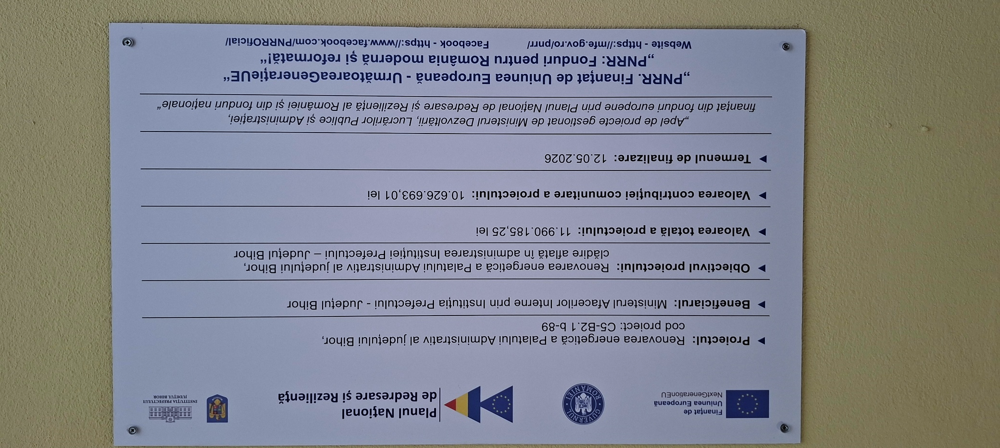 Finanțat de
Uniunea Europeană
NextGenerationEU
GUVERNUL ROMÂNIEI
Planul Național
de Redresare și Reziliență
INSTITUȚIA PREFECTULUI
JUDEȚUL BIHOR
► Proiectul: Renovarea energetică a Palatului Administrativ al județului Bihor,
cod proiect: C5-B2.1 b-89
► Beneficiarul: Ministerul Afacerilor Interne prin Instituția Prefectului - Județul Bihor
► Obiectivul proiectului: Renovarea energetică a Palatului Administrativ al județului Bihor,
clădire aflată în administrarea Instituției Prefectului – Județul Bihor
► Valoarea totală a proiectului: 11.990.185,25 lei
► Valoarea contribuției comunitare a proiectului: 10.626.693,01 lei
► Termenul de finalizare: 12.05.2026
„Apel de proiecte gestionat de Ministerul Dezvoltării, Lucrărilor Publice și Administrației,
finanțat din fonduri europene prin Planul Național de Redresare și Reziliență al României și din fonduri naționale”
„PNRR. Finanțat de Uniunea Europeană - UrmătoareaGenerațieUE“
„PNRR: Fonduri pentru România modernă și reformată!“
Website - https://mfe.gov.ro/pnrr/ Facebook - https://www.facebook.com/PNRROficial/